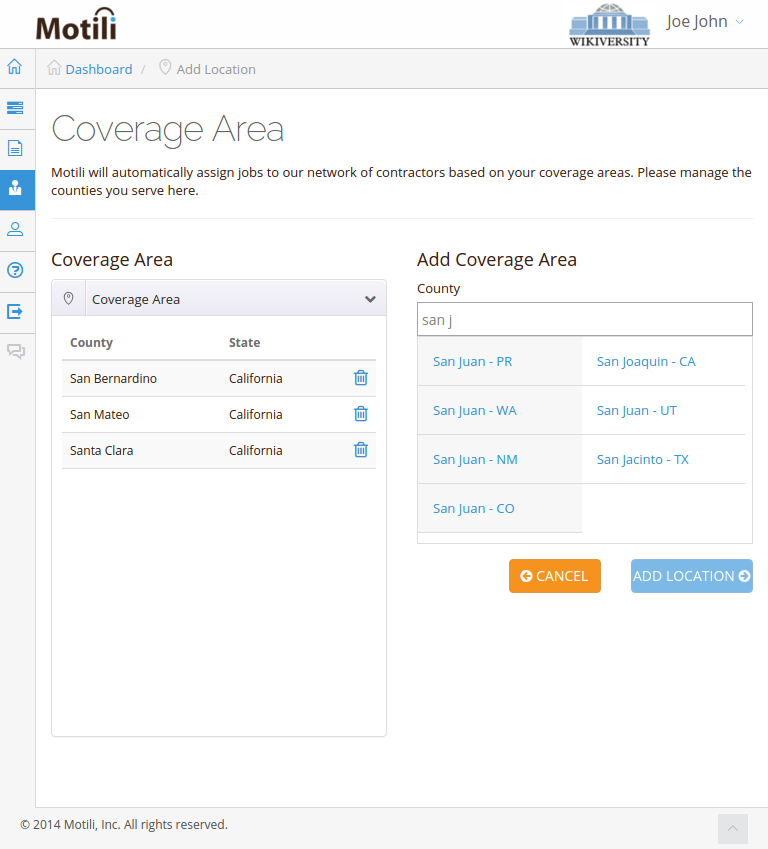 Motili
WIKIVERSITY
Joe John
Dashboard / Add Location
Coverage Area
Motili will automatically assign jobs to our network of contractors based on your coverage areas. Please manage the
counties you serve here.
Coverage Area
Coverage Area
County State
San Bernardino California
San Mateo California
Santa Clara California
Add Coverage Area
County
san j
San Juan - PR San Joaquin - CA
San Juan - WA San Juan - UT
San Juan - NM San Jacinto - TX
San Juan - CO
CANCEL ADD LOCATION
© 2014 Motili, Inc. All rights reserved.